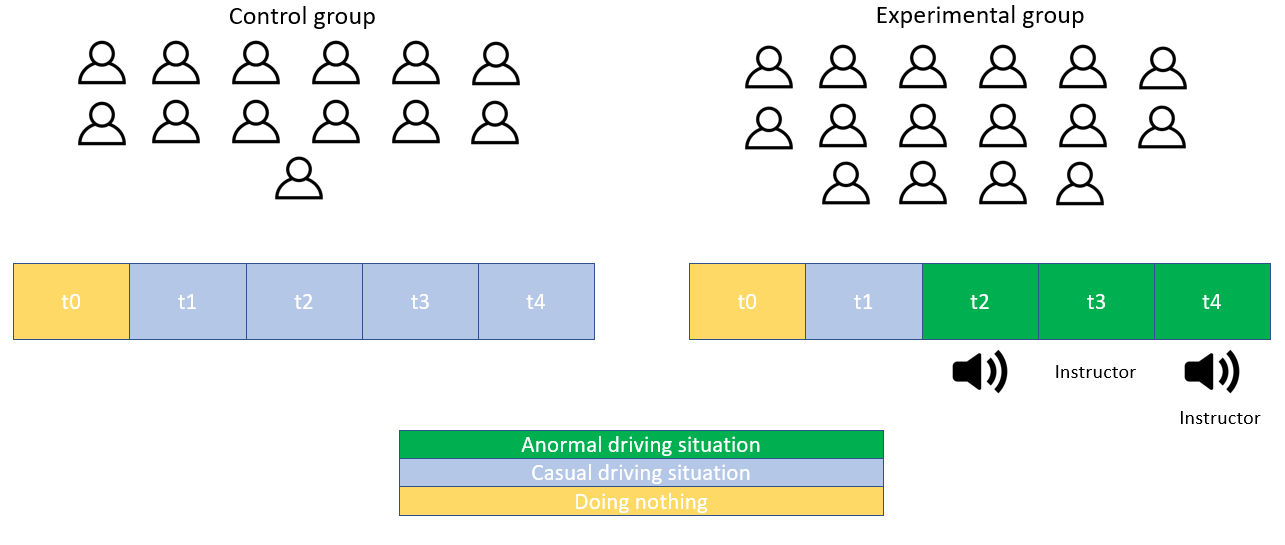 Control group
Experimental group
t0 t1 t2 t3 t4
t0 t1 t2 t3 t4
Instructor
Instructor
Anormal driving situation
Casual driving situation
Doing nothing